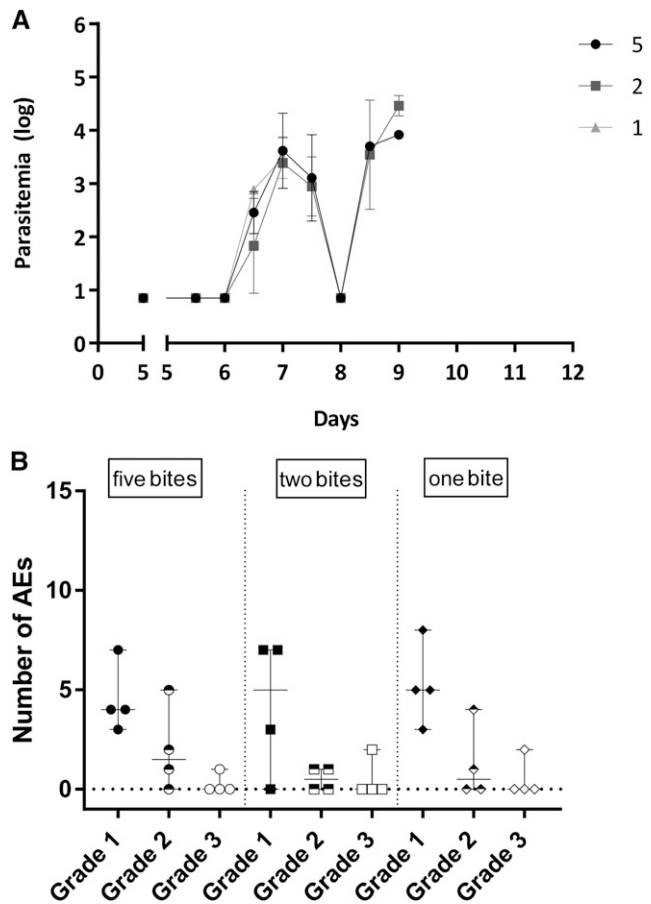 A
6
5
4
3
2
1
0
Parasitemia (log)
5
2
1
0 5 5 6 7 8 9 10 11 12
Days
B
five bites two bites one bite
15
10
5
0
Number of AEs
Grade 1 Grade 2 Grade 3 Grade 1 Grade 2 Grade 3 Grade 1 Grade 2 Grade 3